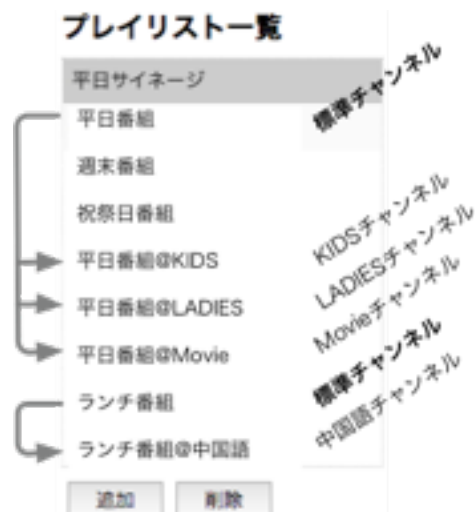 プレイリスト一覧
平日サイネージ
平日番組
標準チャンネル
週末番組
祝祭日番組
平日番組@KIDS
KIDSチャンネル
平日番組@LADIES
LADIESチャンネル
平日番組@Movie
Movieチャンネル
ランチ番組
標準チャンネル
ランチ番組@中国語
中国語チャンネル
追加
削除